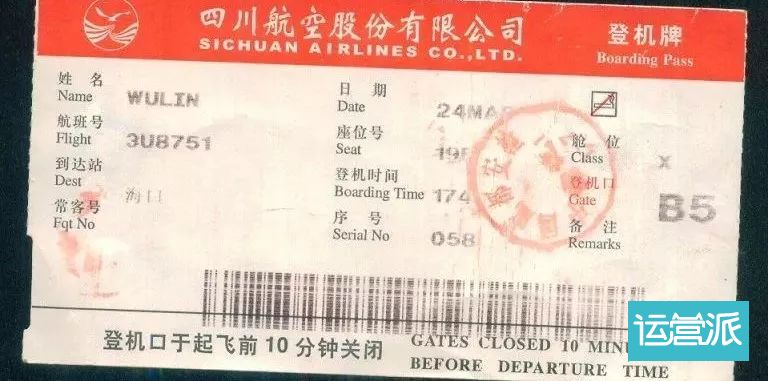 四川航空股份有限公司 登机牌
SICHUAN AIRLINES CO.,LTD. Boarding Pass
姓 名 WULIN 日 期 24MA
Name Date
航班号 3U8751 座位号 舱 位 X
Flight Seat Class
到达站 海口 登机时间 174 登机口 B5
Dest Boarding Time Gate
常客号 序 号 058 备 注
Fqt No Serial No Remarks
登机口于起飞前10分钟关闭 GATES CLOSED 10
BEFORE DEPARTURE TIME
运营派